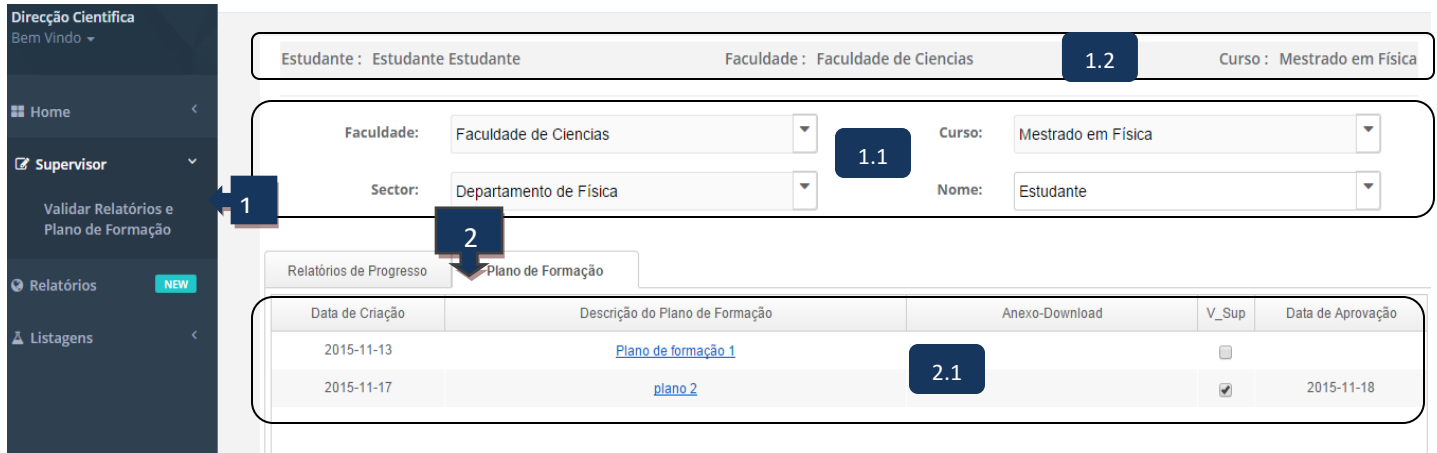 Direcção Cientifica
Bem Vindo
Estudante : Estudante Estudante Faculdade : Faculdade de Ciencias 1.2 Curso : Mestrado em Física
Home
Faculdade: Faculdade de Ciencias Curso: Mestrado em Física
1.1
Supervisor
Sector: Departamento de Física Nome: Estudante
1
Validar Relatórios e
Plano de Formação
2
Relatórios de Progresso Plano de Formação
Relatórios NEW
Data de Criação Descrição do Plano de Formação Anexo-Download V_Sup Data de Aprovação
Listagens
2015-11-13 Plano de formação 1
2.1
2015-11-17 plano 2 2015-11-18